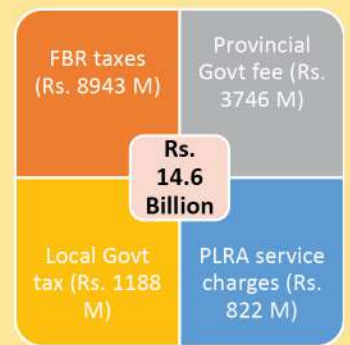 FBR taxes
(Rs. 8943 M)
Provincial
Govt fee (Rs.
3746 M)
Rs.
14.6
Billion
Local Govt
tax (Rs. 1188
M)
PLRA service
charges (Rs.
822 M)